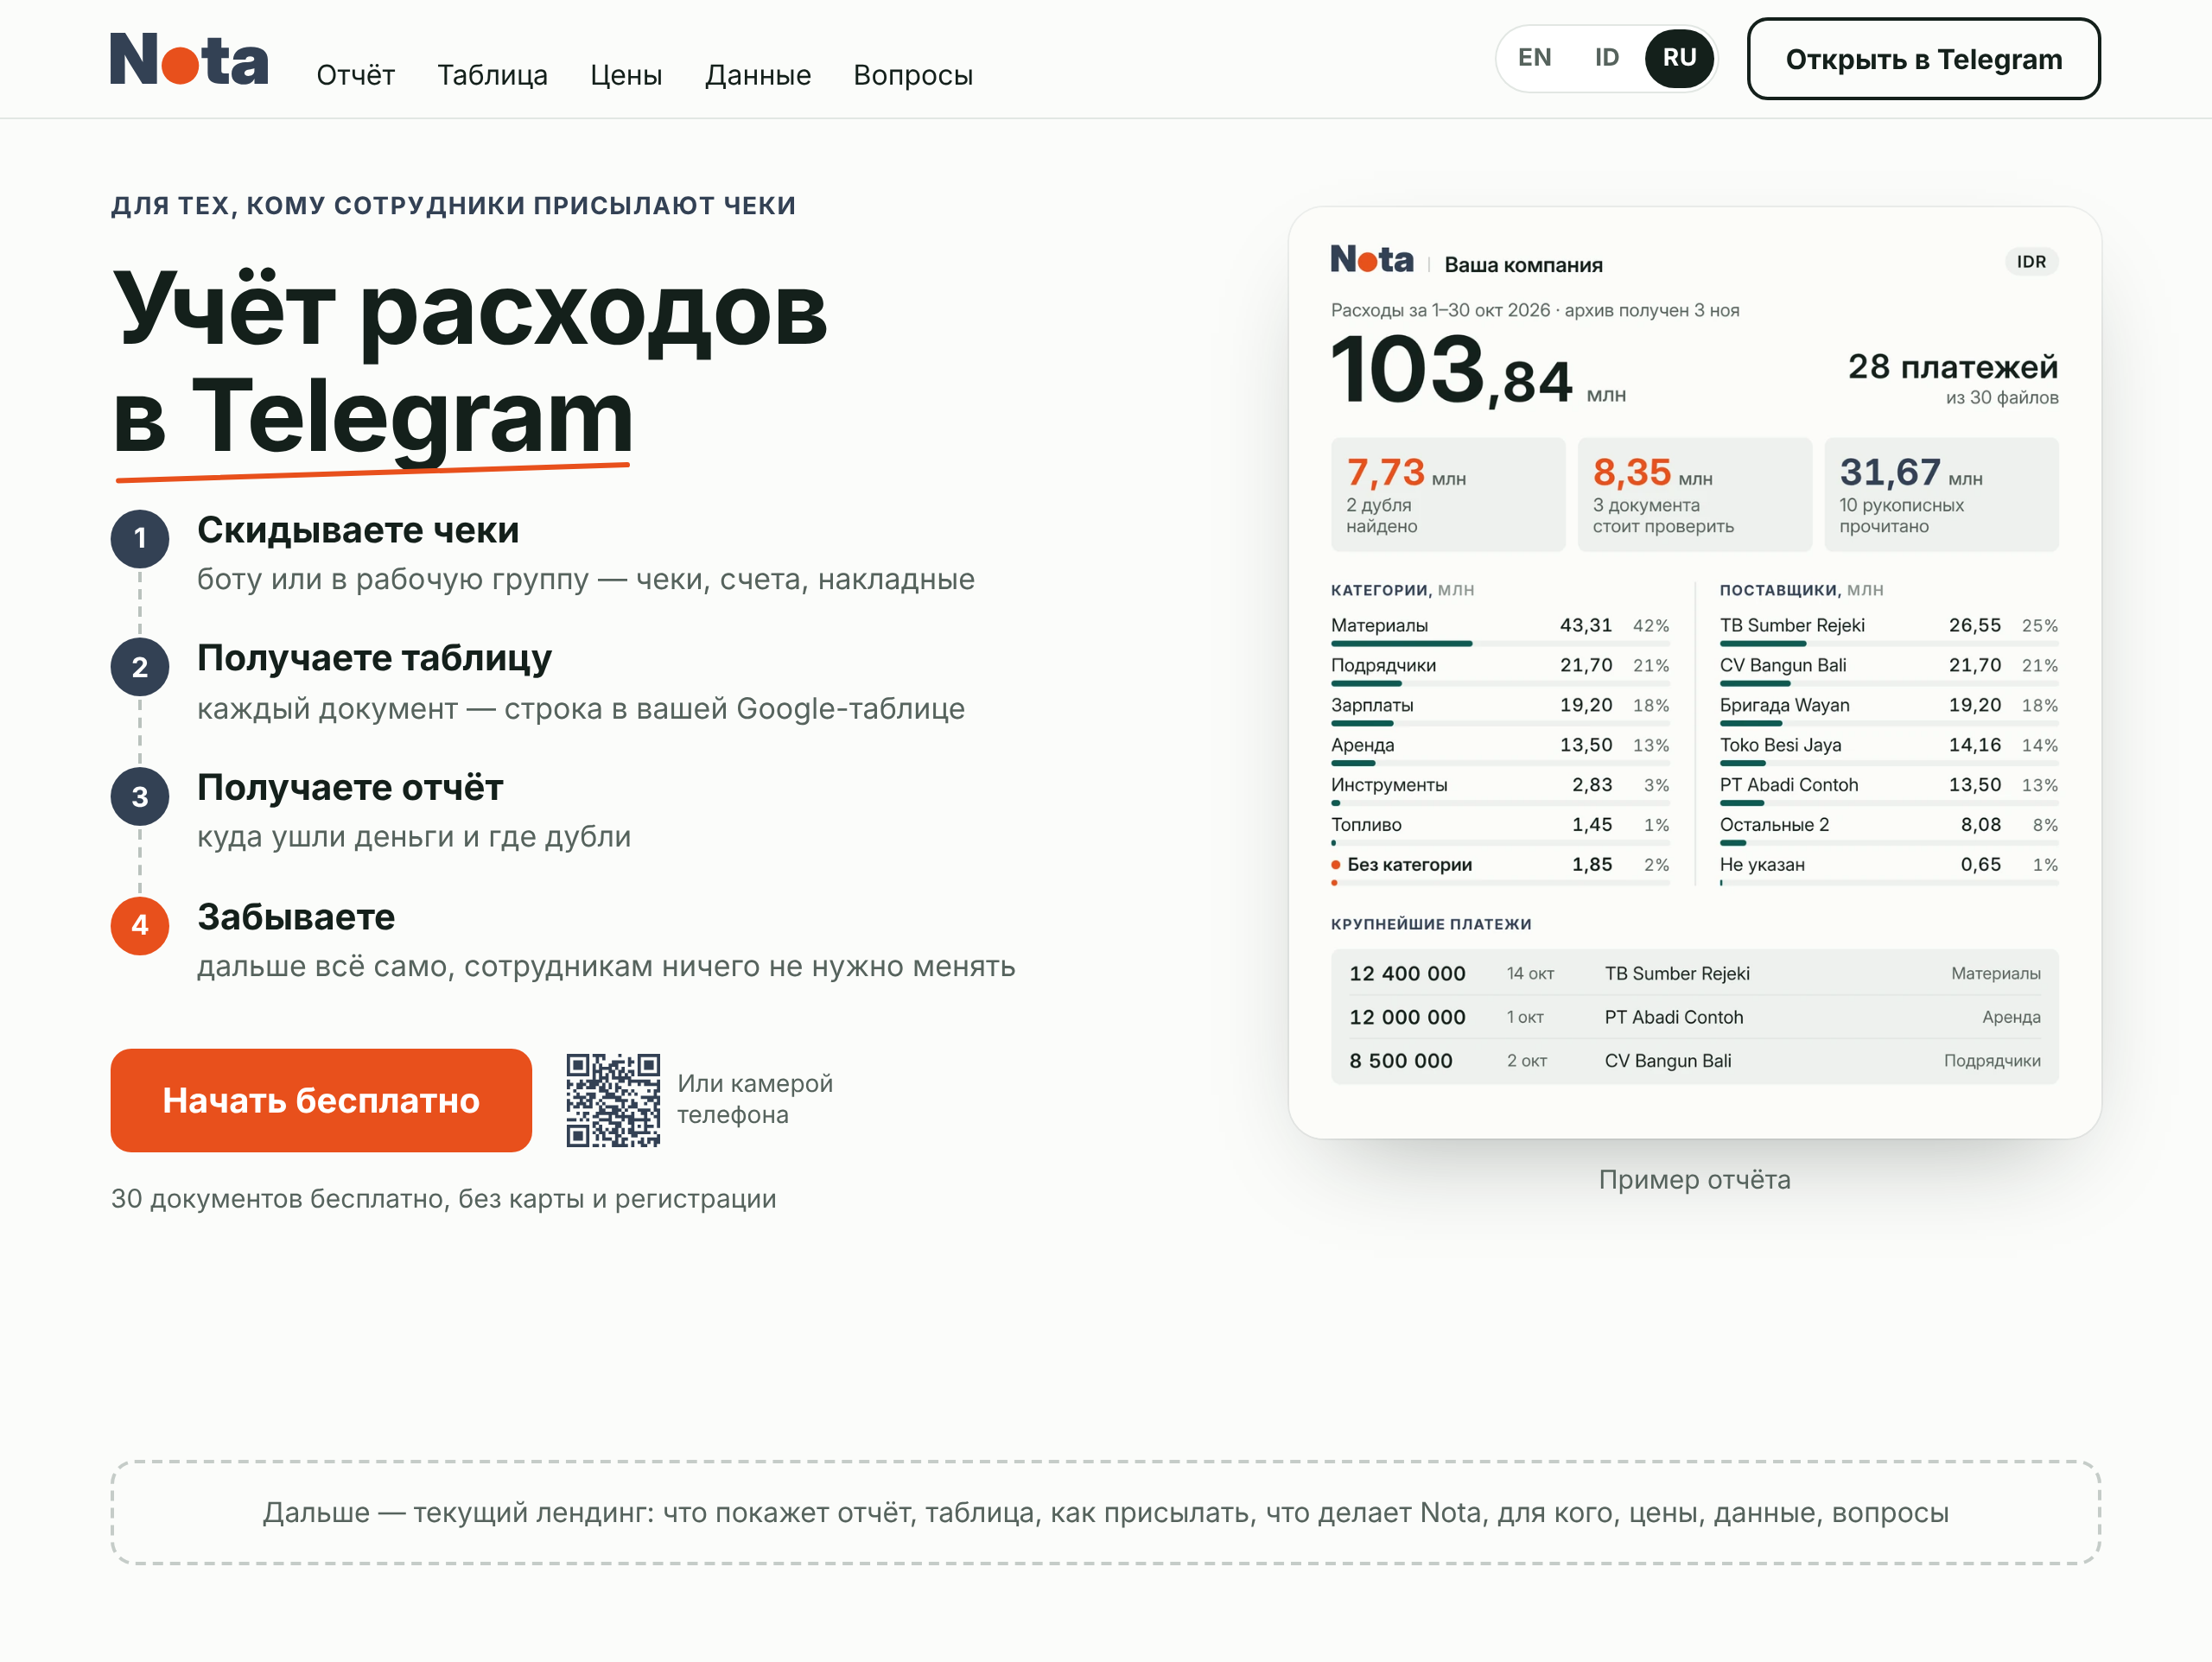 Nota
Отчёт Таблица Цены Данные Вопросы
EN ID RU
Открыть в Telegram
ДЛЯ ТЕХ, КОМУ СОТРУДНИКИ ПРИСЫЛАЮТ ЧЕКИ
Учёт расходов
в Telegram
1 Скидываете чеки
боту или в рабочую группу — чеки, счета, накладные
2 Получаете таблицу
каждый документ — строка в вашей Google-таблице
3 Получаете отчёт
куда ушли деньги и где дубли
4 Забываете
дальше всё само, сотрудникам ничего не нужно менять
Начать бесплатно
Или камерой
телефона
30 документов бесплатно, без карты и регистрации
Nota | Ваша компания IDR
Расходы за 1–30 окт 2026 · архив получен 3 ноя
103,84 млн
28 платежей
из 30 файлов
7,73 млн
2 дубля
найдено
8,35 млн
3 документа
стоит проверить
31,67 млн
10 рукописных
прочитано
КАТЕГОРИИ, МЛН
Материалы 43,31 42%
Подрядчики 21,70 21%
Зарплаты 19,20 18%
Аренда 13,50 13%
Инструменты 2,83 3%
Топливо 1,45 1%
Без категории 1,85 2%
ПОСТАВЩИКИ, МЛН
TB Sumber Rejeki 26,55 25%
CV Bangun Bali 21,70 21%
Бригада Wayan 19,20 18%
Toko Besi Jaya 14,16 14%
PT Abadi Contoh 13,50 13%
Остальные 2 8,08 8%
Не указан 0,65 1%
КРУПНЕЙШИЕ ПЛАТЕЖИ
12 400 000 14 окт TB Sumber Rejeki Материалы
12 000 000 1 окт PT Abadi Contoh Аренда
8 500 000 2 окт CV Bangun Bali Подрядчики
Пример отчёта
Дальше — текущий лендинг: что покажет отчёт, таблица, как присылать, что делает Nota, для кого, цены, данные, вопросы